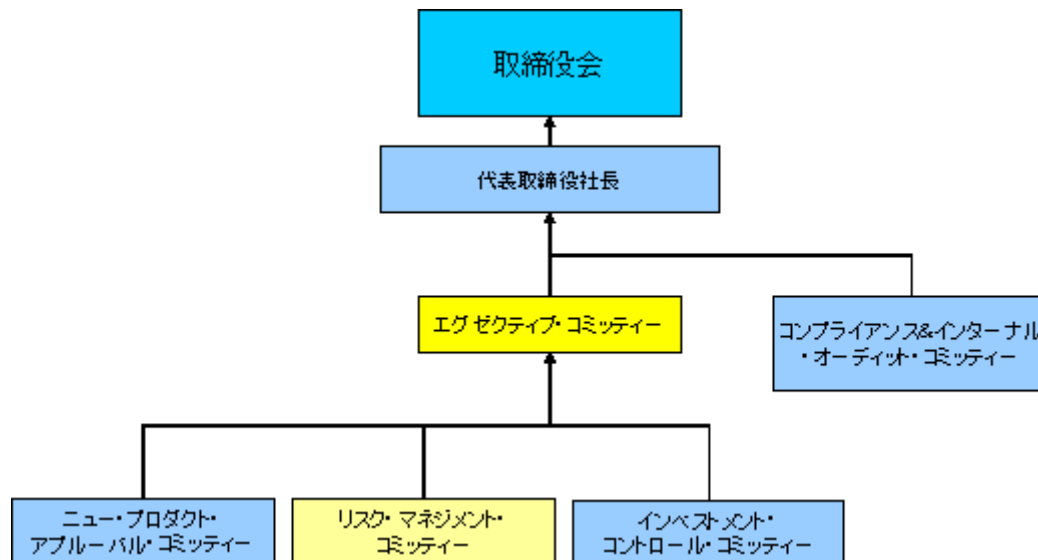 取締役会
代表取締役社長
エグゼクティブ・コミッティー
コンプライアンス&インターナル
・オーディット・コミッティー
ニュー・プロダクト・
アプルーバル・コミッティー
リスク・マネジメント・
コミッティー
インベストメント・
コントロール・コミッティー